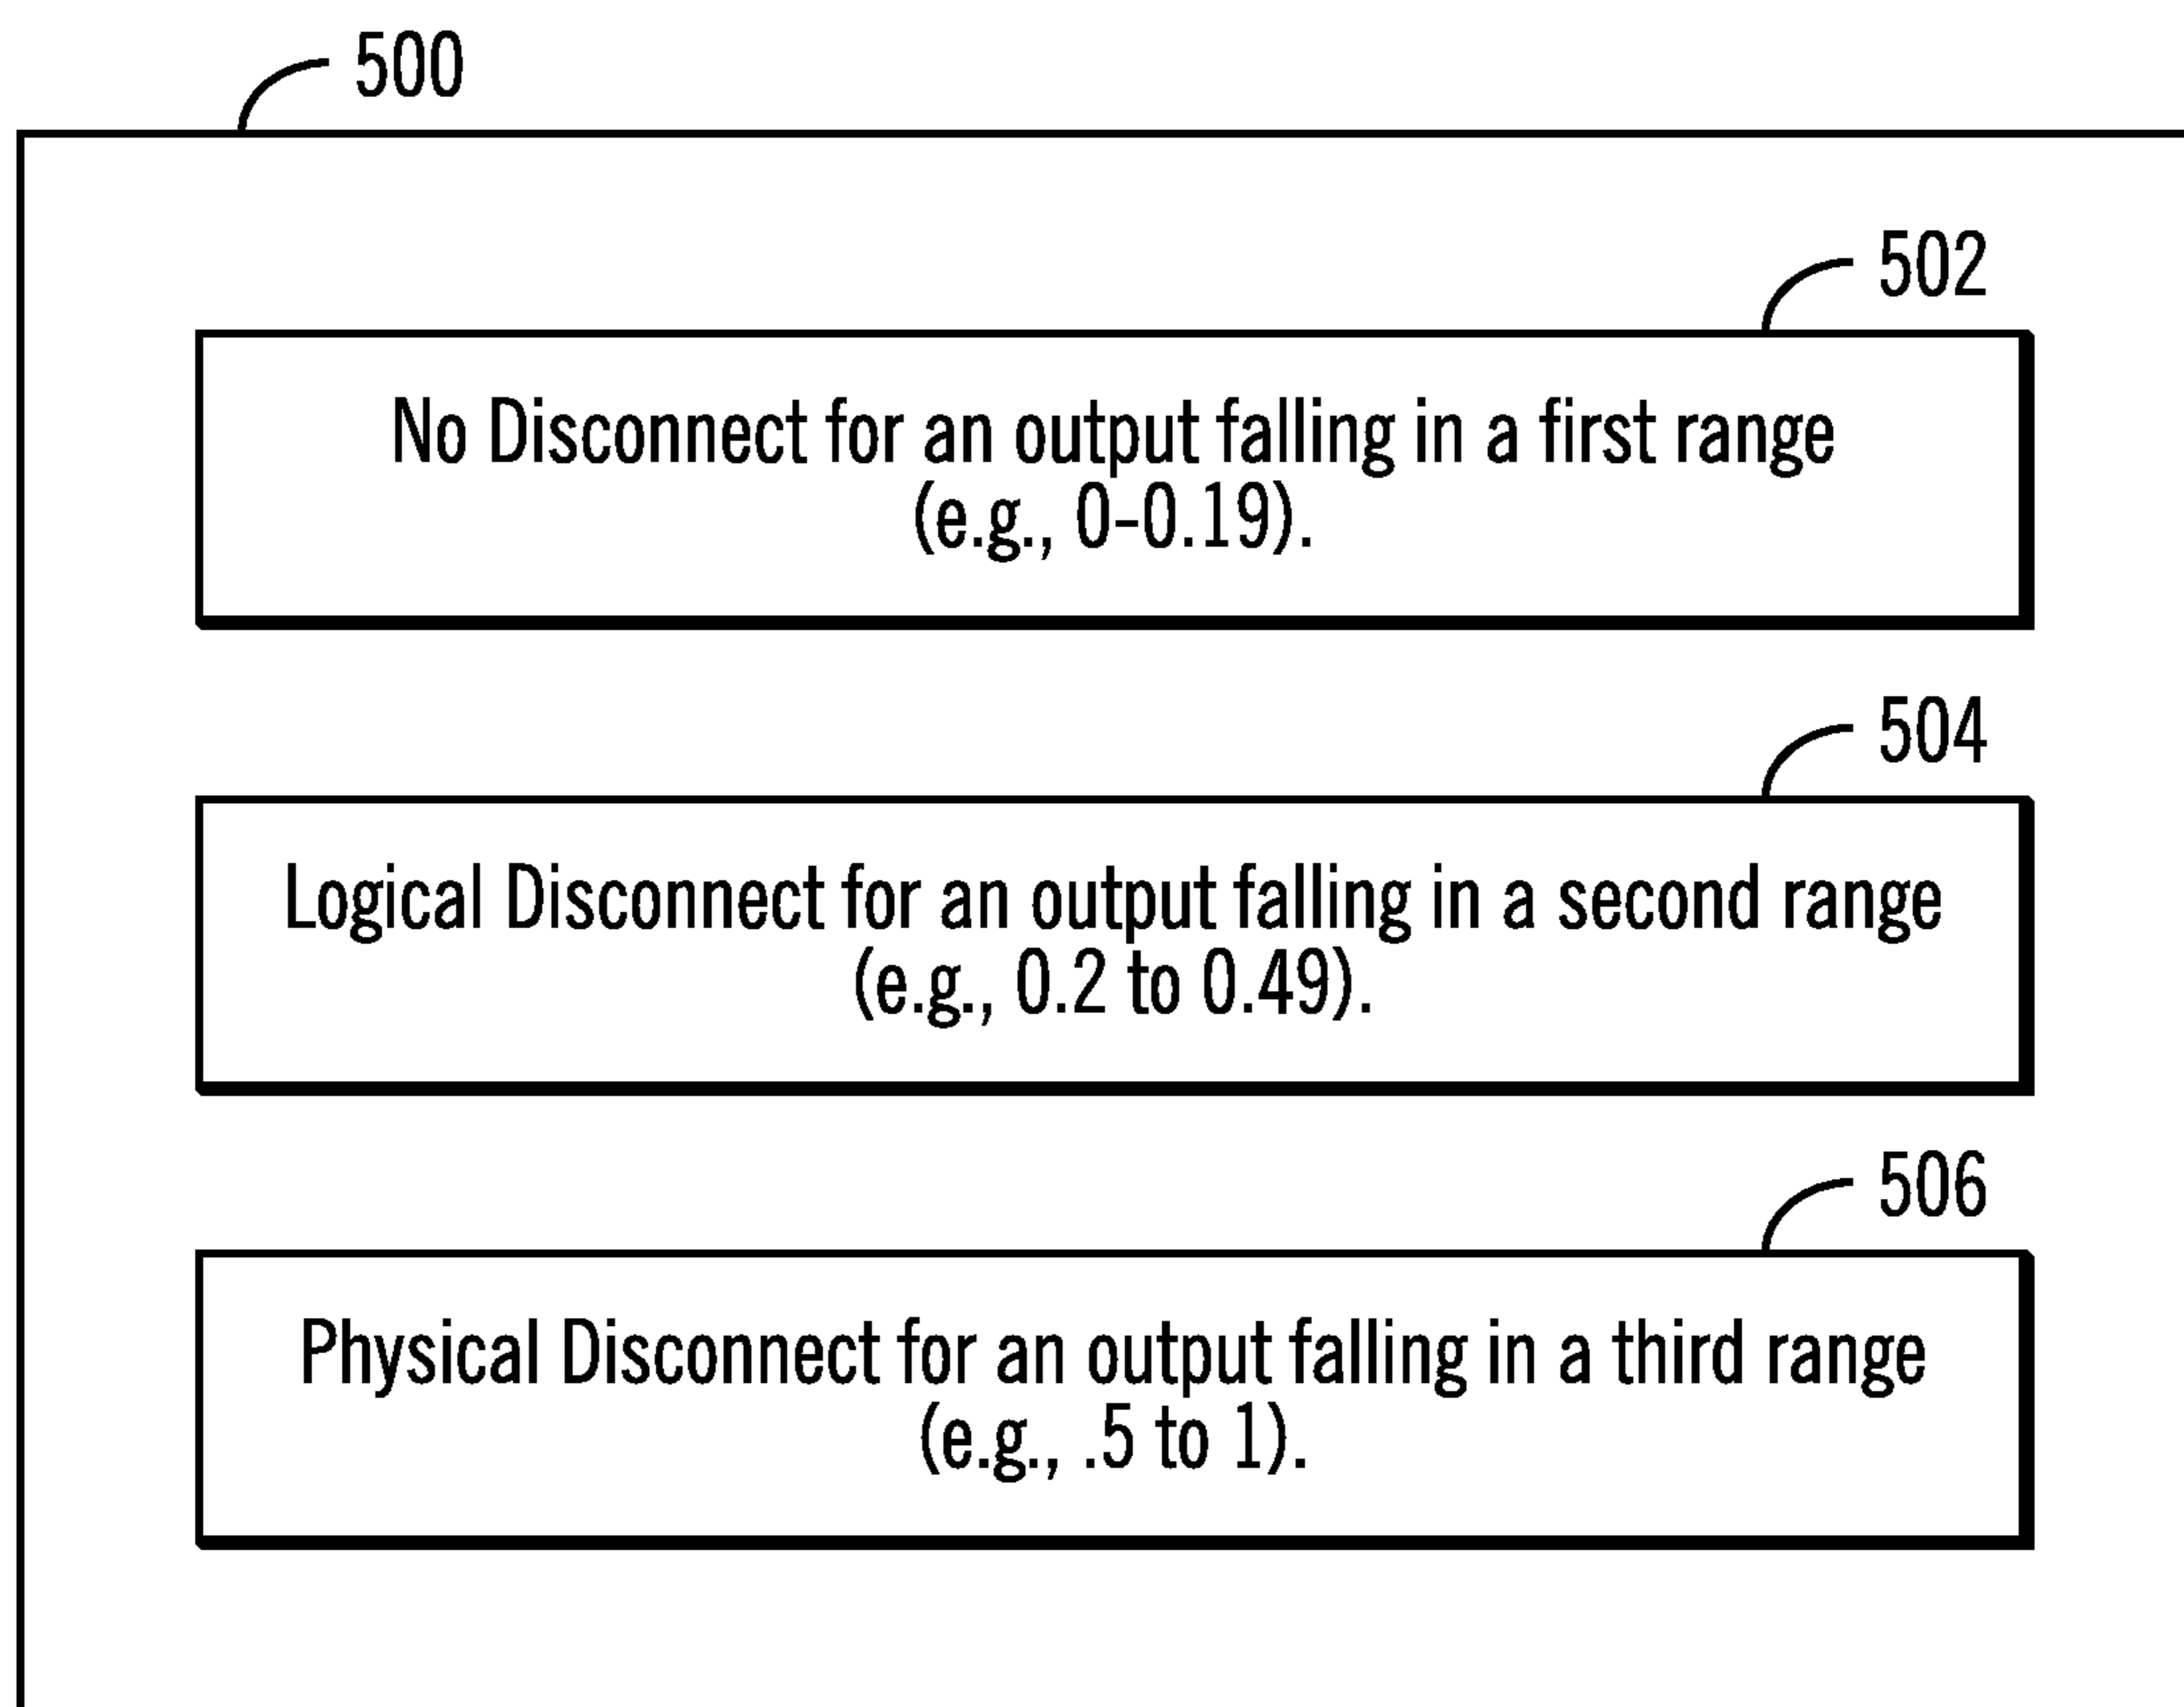 500
502
No Disconnect for an output falling in a first range
(e.g., 0-0.19).
504
Logical Disconnect for an output falling in a second range
(e.g., 0.2 to 0.49).
506
Physical Disconnect for an output falling in a third range
(e.g., .5 to 1).